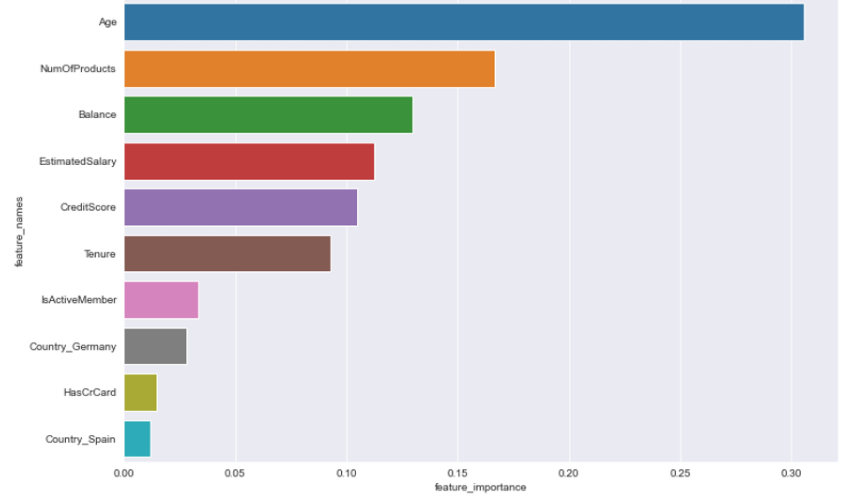 Age
NumOfProducts
Balance
EstimatedSalary
CreditScore
Tenure
IsActiveMember
Country_Germany
HasCrCard
Country_Spain
feature_names
0.00 0.05 0.10 0.15 0.20 0.25 0.30
feature_importance